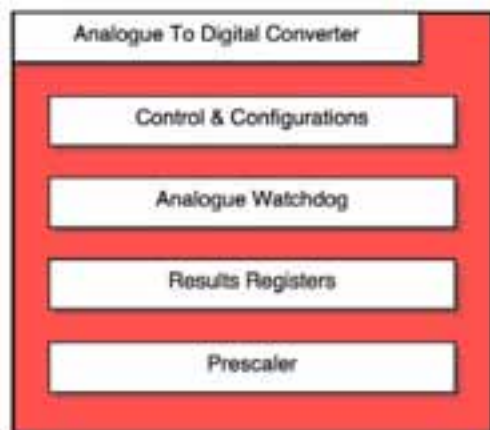 Analogue To Digital Converter
Control & Configurations
Analogue Watchdog
Results Registers
Prescaler